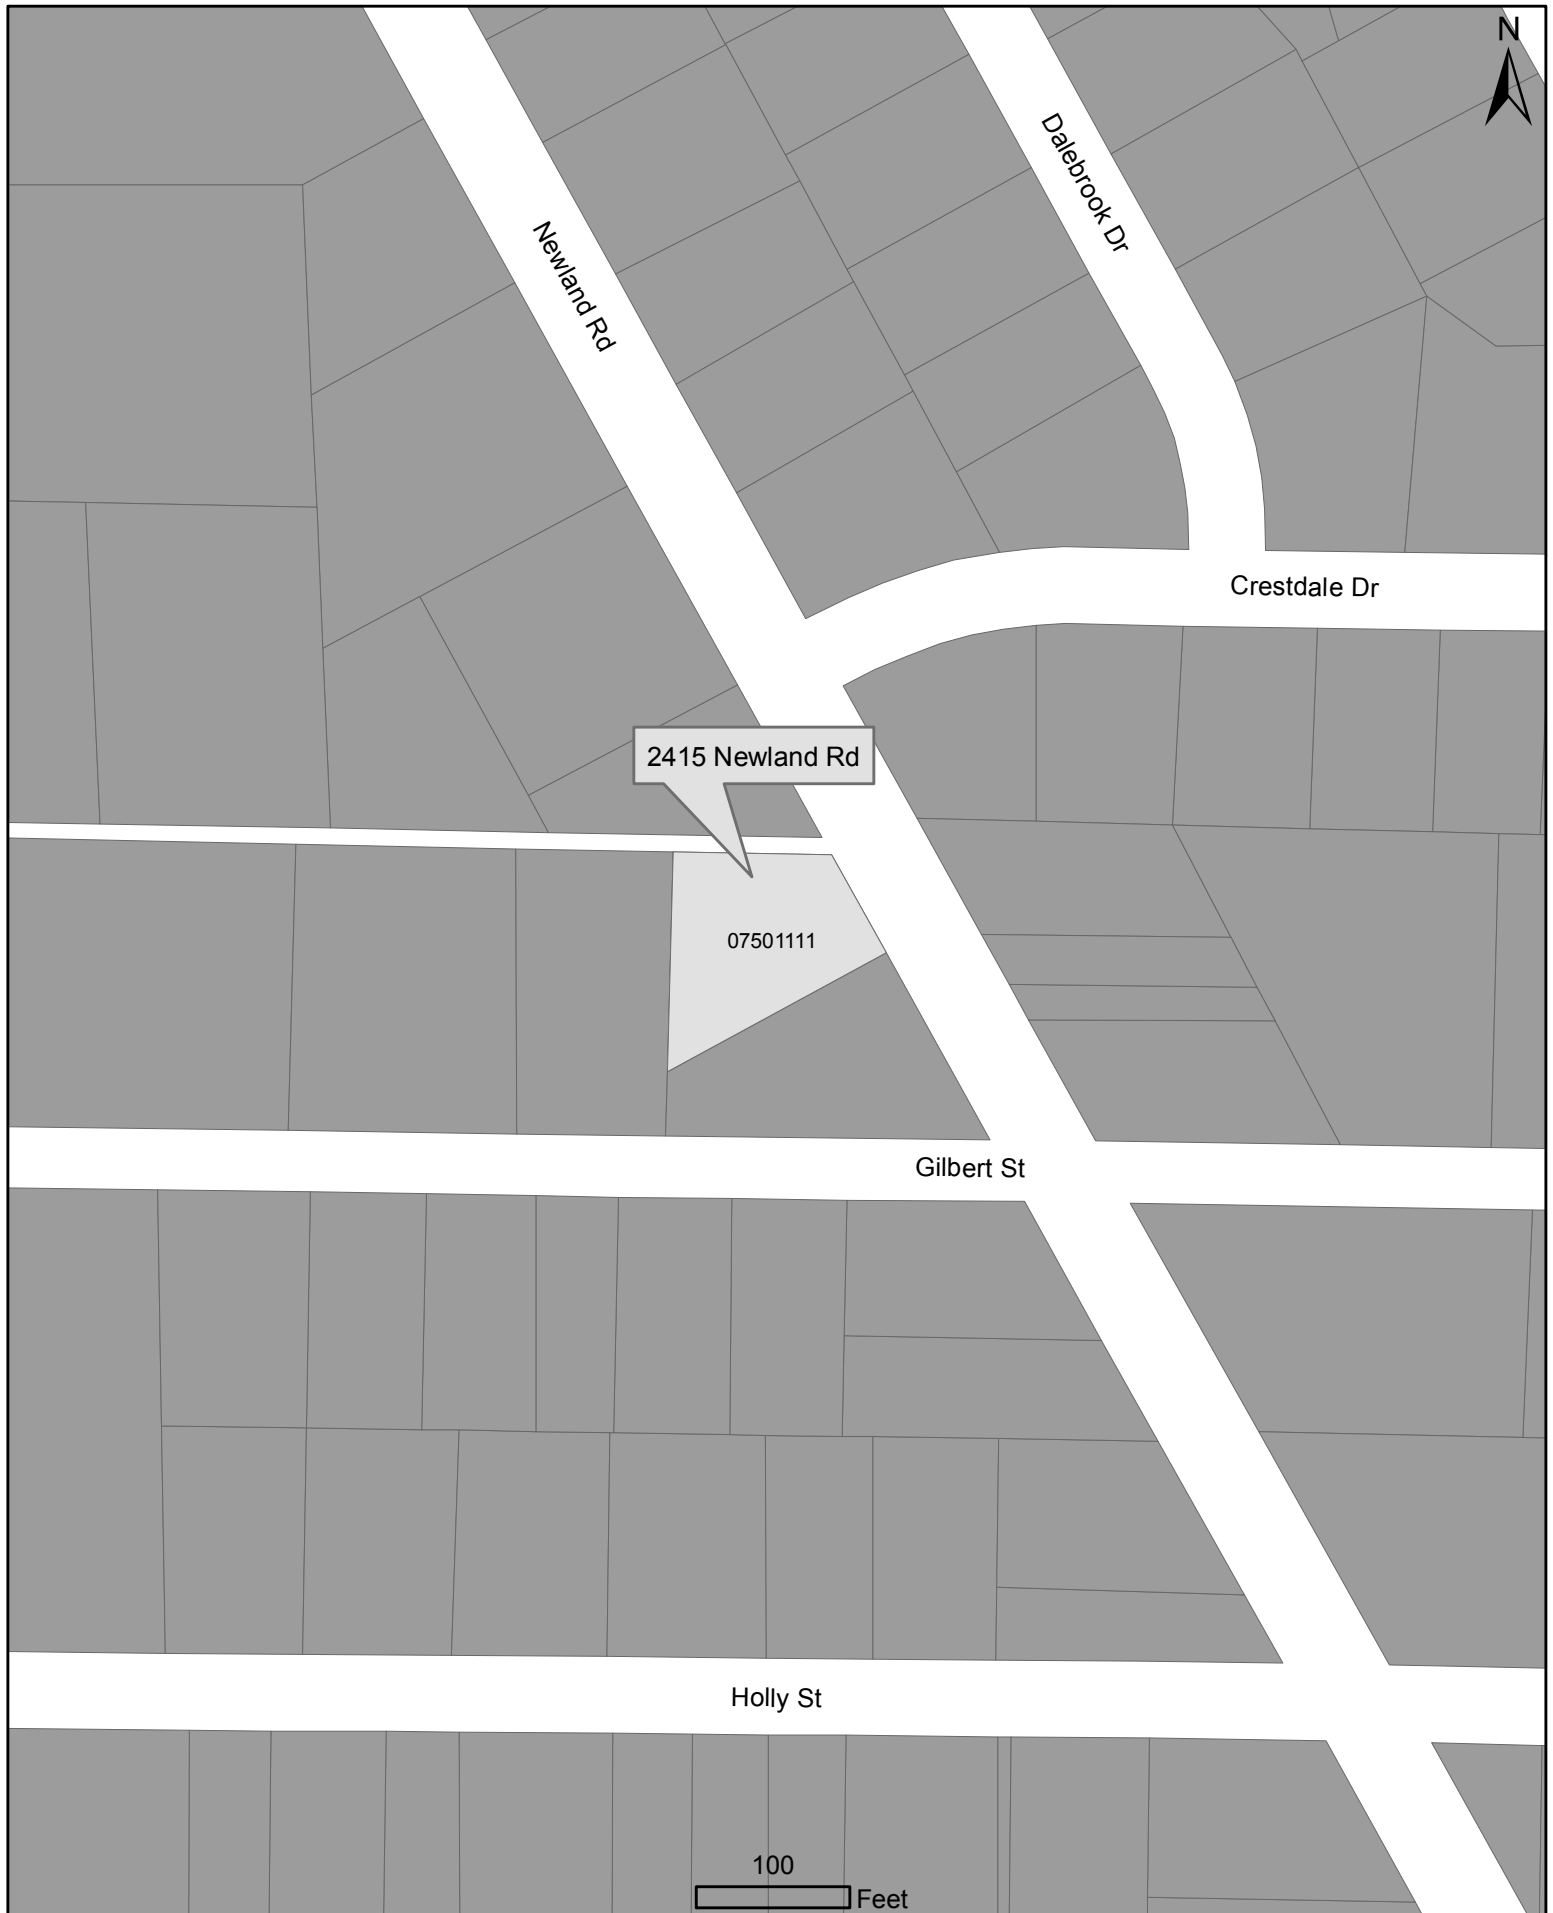 N
Dalebrook Dr
Newland Rd
Crestdale Dr
2415 Newland Rd
07501111
Gilbert St
Holly St
100
Feet